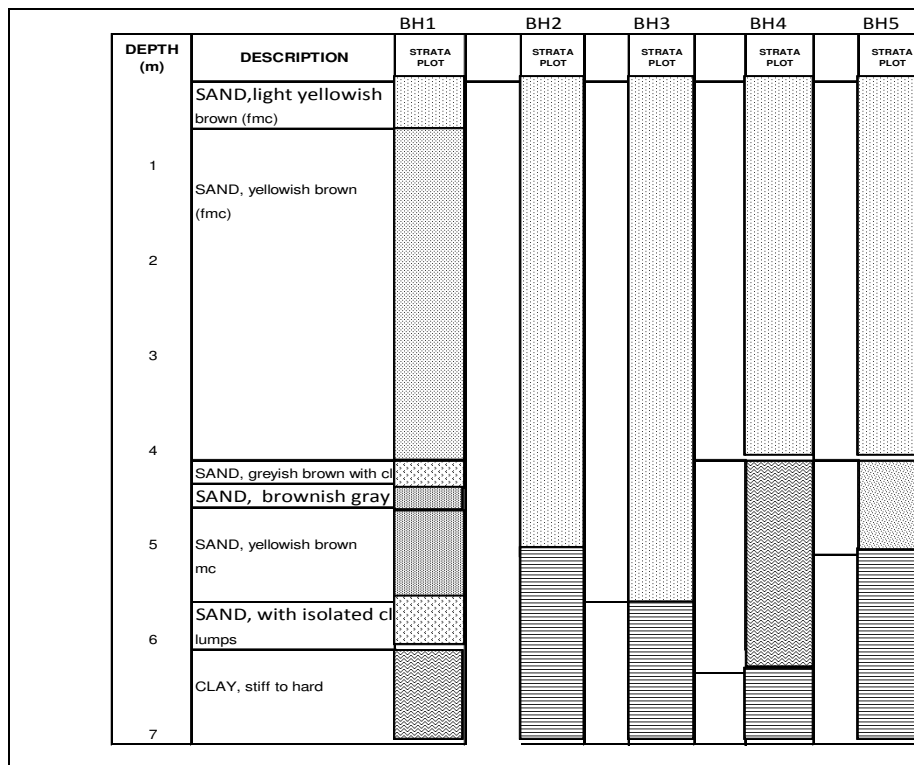 BH1 BH2 BH3 BH4 BH5
DEPTH (m) DESCRIPTION STRATA PLOT STRATA PLOT STRATA PLOT STRATA PLOT STRATA PLOT
SAND,light yellowish
brown (fmc)
1
SAND, yellowish brown
(fmc)
2
3
4
SAND, greyish brown with cl
SAND, brownish gray
5
SAND, yellowish brown
mc
SAND, with isolated cl
6
lumps
CLAY, stiff to hard
7